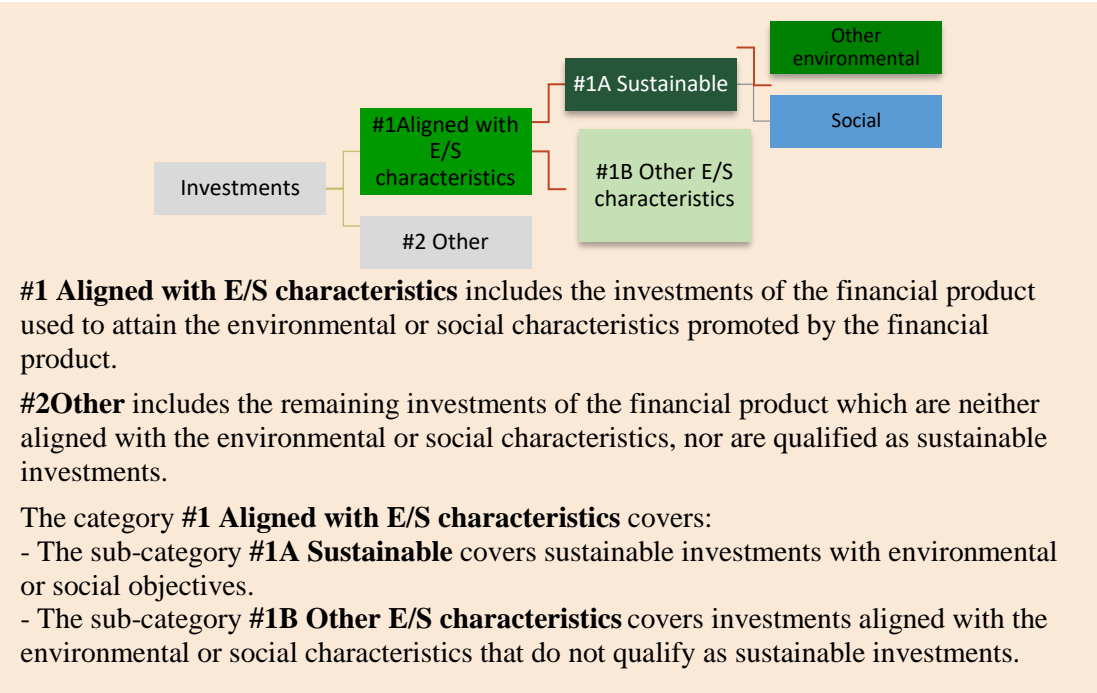 Other
environmental
#1A Sustainable
Social
#1Aligned with
E/S
characteristics
#1B Other E/S
characteristics
Investments
#2 Other
#1 Aligned with E/S characteristics includes the investments of the financial product
used to attain the environmental or social characteristics promoted by the financial
product.
#2Other includes the remaining investments of the financial product which are neither
aligned with the environmental or social characteristics, nor are qualified as sustainable
investments.
The category #1 Aligned with E/S characteristics covers:
- The sub-category #1A Sustainable covers sustainable investments with environmental
or social objectives.
- The sub-category #1B Other E/S characteristics covers investments aligned with the
environmental or social characteristics that do not qualify as sustainable investments.